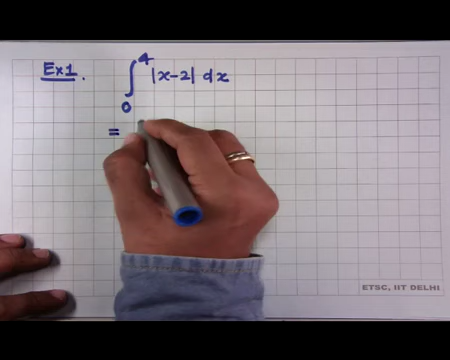 Ex1. ∫₀⁴ |x-2| dx
=
ETSC, IIT DELHI